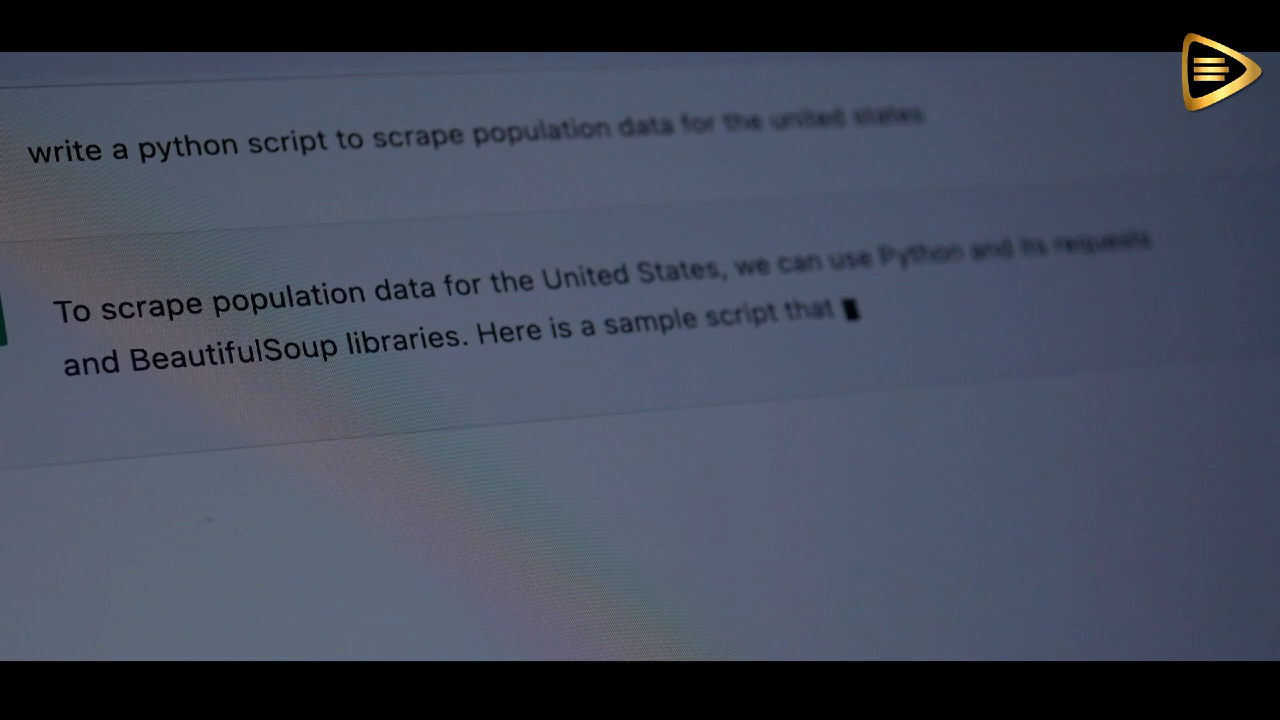 write a python script to scrape population data for the united states
To scrape population data for the United States, we can use Python and its requests
and BeautifulSoup libraries. Here is a sample script that